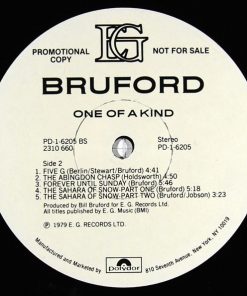 EG
PROMOTIONAL COPY
NOT FOR SALE
BRUFORD
ONE OF A KIND
PD-1-6205 BS
2310 660
Stereo
PD-1-6205
Side 2
1 FIVE G (Berlin/Stewart/Bruford) 4:41
2 THE ABINGDON CHASP (Holdsworth) 4:50
3 FOREVER UNTIL SUNDAY (Bruford) 5:46
4 THE SAHARA OF SNOW-PART ONE (Bruford) 5:18
5 THE SAHARA OF SNOW-PART TWO (Bruford/Jobson) 3:23
Produced by Bill Bruford for E.G. Records Ltd.
All titles published by E.G. Music (BMI)
℗ 1979 E.G. RECORDS LTD.
Manufactured and Marketed by
Polydor
810 Seventh Avenue, New York, NY 10019